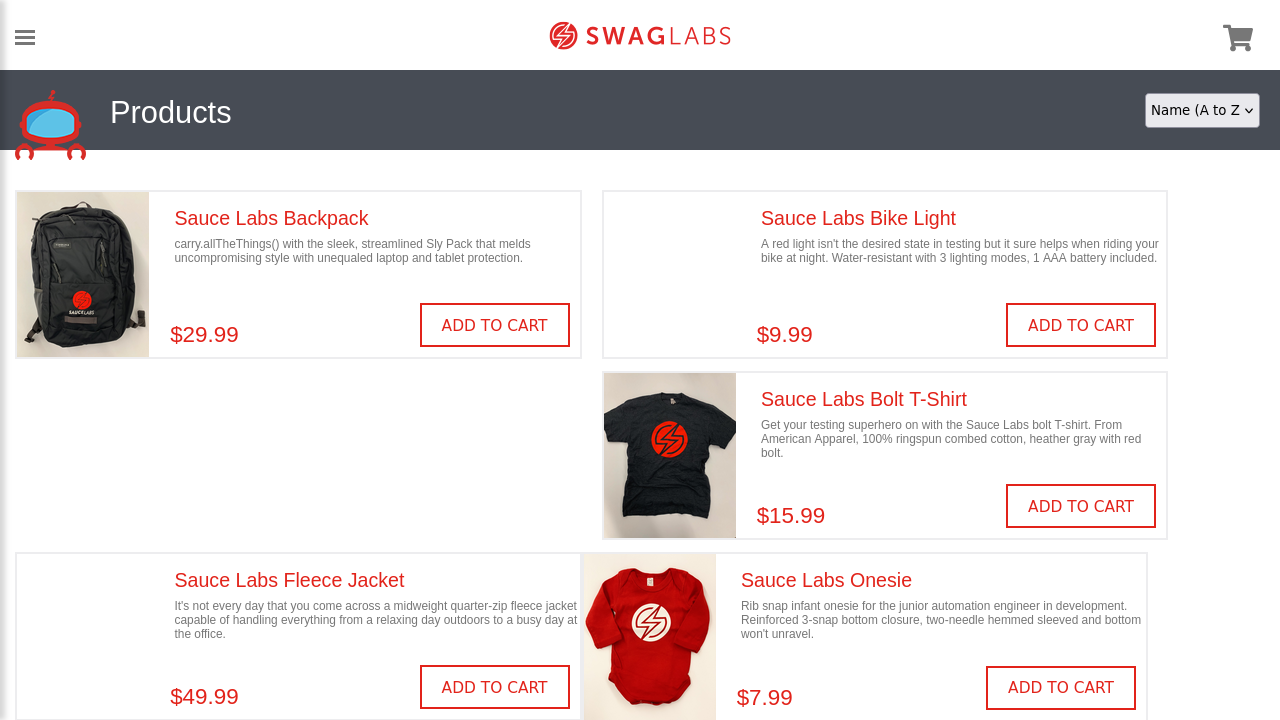 SWAGLABS
Products
Name (A to Z
Sauce Labs Backpack
carry.allTheThings() with the sleek, streamlined Sly Pack that melds
uncompromising style with unequaled laptop and tablet protection.
$29.99
ADD TO CART
SAUCELABS
Sauce Labs Bike Light
A red light isn't the desired state in testing but it sure helps when riding your
bike at night. Water-resistant with 3 lighting modes, 1 AAA battery included.
$9.99
ADD TO CART
Sauce Labs Bolt T-Shirt
Get your testing superhero on with the Sauce Labs bolt T-shirt. From
American Apparel, 100% ringspun combed cotton, heather gray with red
bolt.
$15.99
ADD TO CART
Sauce Labs Fleece Jacket
It's not every day that you come across a midweight quarter-zip fleece jacket
capable of handling everything from a relaxing day outdoors to a busy day at
the office.
$49.99
ADD TO CART
Sauce Labs Onesie
Rib snap infant onesie for the junior automation engineer in development.
Reinforced 3-snap bottom closure, two-needle hemmed sleeved and bottom
won't unravel.
$7.99
ADD TO CART